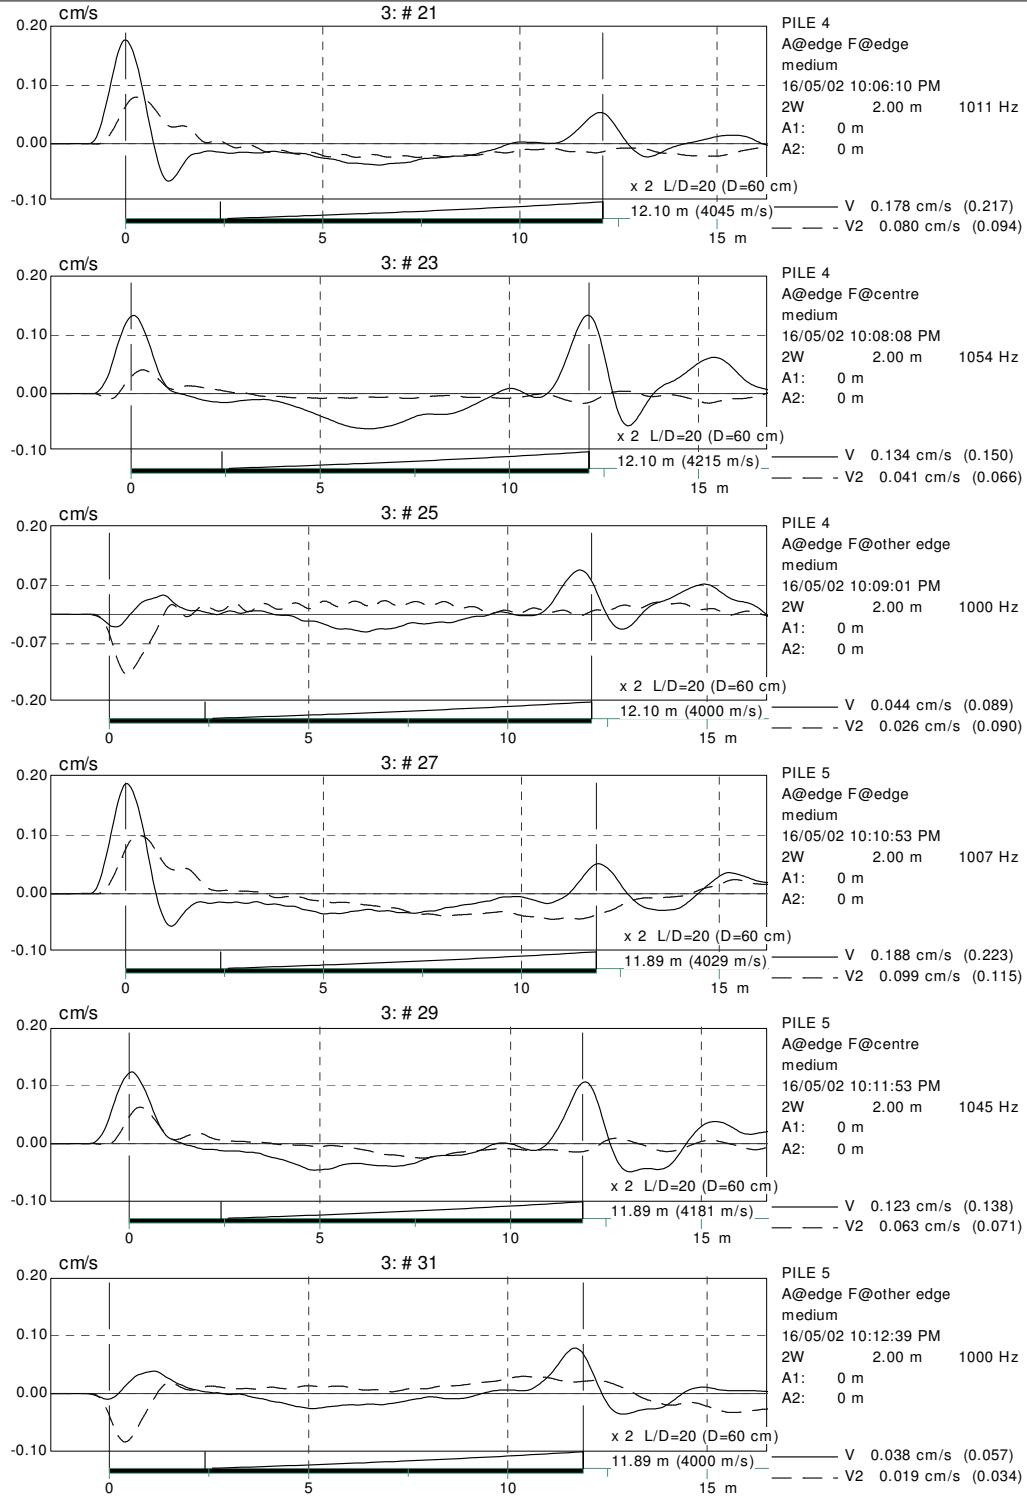 cm/s 3: # 21
0.20
0.10
0.00
-0.10
x 2 L/D=20 (D=60 cm)
12.10 m (4045 m/s)
0 5 10 15 m
PILE 4
A@edge F@edge
medium
16/05/02 10:06:10 PM
2W 2.00 m 1011 Hz
A1: 0 m
A2: 0 m
V 0.178 cm/s (0.217)
V2 0.080 cm/s (0.094)
cm/s 3: # 23
0.20
0.10
0.00
-0.10
x 2 L/D=20 (D=60 cm)
12.10 m (4215 m/s)
0 5 10 15 m
PILE 4
A@edge F@centre
medium
16/05/02 10:08:08 PM
2W 2.00 m 1054 Hz
A1: 0 m
A2: 0 m
V 0.134 cm/s (0.150)
V2 0.041 cm/s (0.066)
cm/s 3: # 25
0.20
0.07
-0.07
-0.20
x 2 L/D=20 (D=60 cm)
12.10 m (4000 m/s)
0 5 10 15 m
PILE 4
A@edge F@other edge
medium
16/05/02 10:09:01 PM
2W 2.00 m 1000 Hz
A1: 0 m
A2: 0 m
V 0.044 cm/s (0.089)
V2 0.026 cm/s (0.090)
cm/s 3: # 27
0.20
0.10
0.00
-0.10
x 2 L/D=20 (D=60 cm)
11.89 m (4029 m/s)
0 5 10 15 m
PILE 5
A@edge F@edge
medium
16/05/02 10:10:53 PM
2W 2.00 m 1007 Hz
A1: 0 m
A2: 0 m
V 0.188 cm/s (0.223)
V2 0.099 cm/s (0.115)
cm/s 3: # 29
0.20
0.10
0.00
-0.10
x 2 L/D=20 (D=60 cm)
11.89 m (4181 m/s)
0 5 10 15 m
PILE 5
A@edge F@centre
medium
16/05/02 10:11:53 PM
2W 2.00 m 1045 Hz
A1: 0 m
A2: 0 m
V 0.123 cm/s (0.138)
V2 0.063 cm/s (0.071)
cm/s 3: # 31
0.20
0.10
0.00
-0.10
x 2 L/D=20 (D=60 cm)
11.89 m (4000 m/s)
0 5 10 15 m
PILE 5
A@edge F@other edge
medium
16/05/02 10:12:39 PM
2W 2.00 m 1000 Hz
A1: 0 m
A2: 0 m
V 0.038 cm/s (0.057)
V2 0.019 cm/s (0.034)